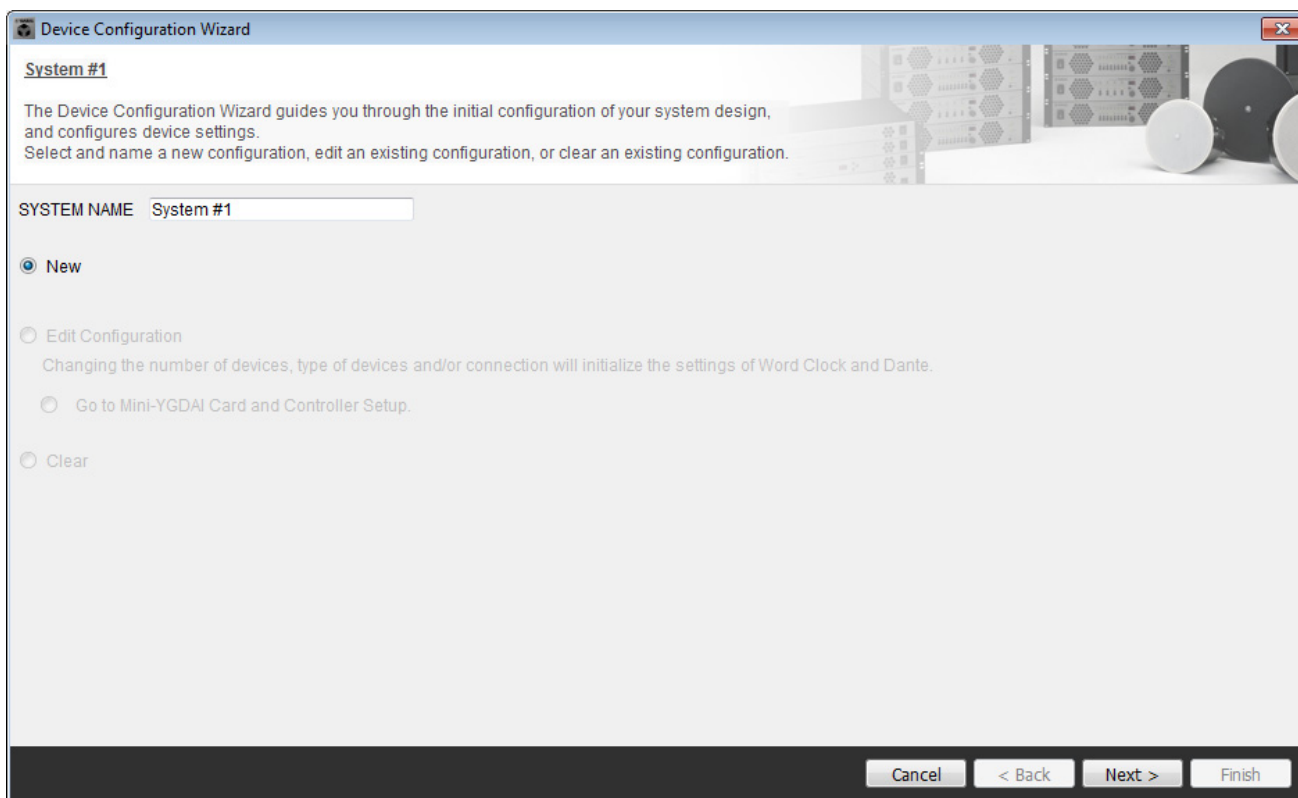 Device Configuration Wizard
System #1
The Device Configuration Wizard guides you through the initial configuration of your system design,
and configures device settings.
Select and name a new configuration, edit an existing configuration, or clear an existing configuration.
SYSTEM NAME System #1
New
Edit Configuration
Changing the number of devices, type of devices and/or connection will initialize the settings of Word Clock and Dante.
Go to Mini-YGDAI Card and Controller Setup.
Clear
Cancel < Back Next > Finish